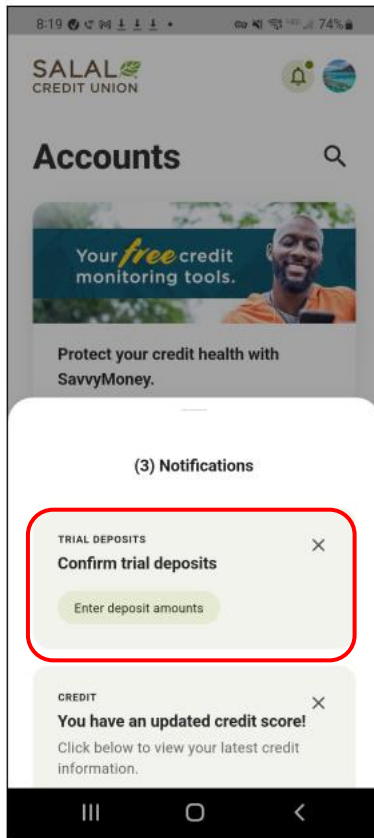 8:19
74%
SALAL
CREDIT UNION
Accounts
Your free credit
monitoring tools.
Protect your credit health with
SavvyMoney.
(3) Notifications
TRIAL DEPOSITS
Confirm trial deposits
Enter deposit amounts
CREDIT
You have an updated credit score!
Click below to view your latest credit
information.